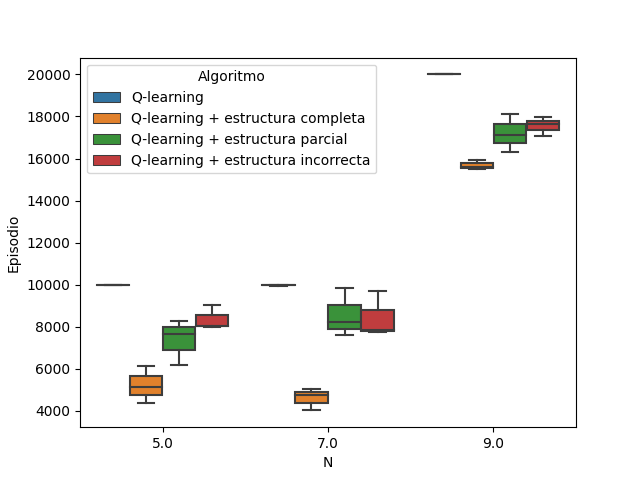 Algoritmo
Q-learning
Q-learning + estructura completa
Q-learning + estructura parcial
Q-learning + estructura incorrecta
Episodio
20000
18000
16000
14000
12000
10000
8000
6000
4000
5.0 7.0 9.0
N